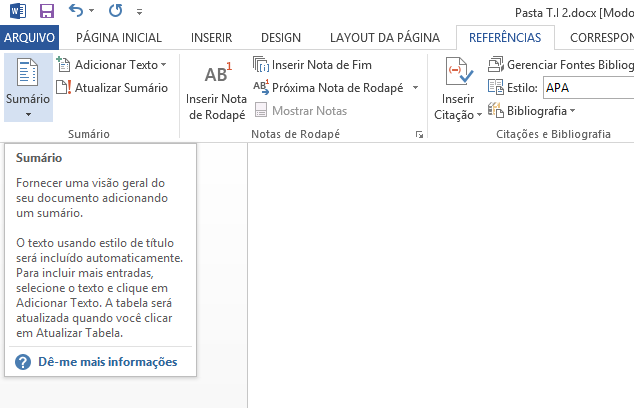 Pasta T.I 2.docx [Modo
ARQUIVO PÁGINA INICIAL INSERIR DESIGN LAYOUT DA PÁGINA REFERÊNCIAS CORRESPON
Sumário
Adicionar Texto
Atualizar Sumário
Sumário
AB1
Inserir Nota
de Rodapé
Inserir Nota de Fim
Próxima Nota de Rodapé
Mostrar Notas
Notas de Rodapé
Inserir
Citação
Gerenciar Fontes Bibliog
Estilo: APA
Bibliografia
Citações e Bibliografia
Sumário
Fornecer uma visão geral do
seu documento adicionando
um sumário.
O texto usando estilo de título
será incluído automaticamente.
Para incluir mais entradas,
selecione o texto e clique em
Adicionar Texto. A tabela será
atualizada quando você clicar
em Atualizar Tabela.
Dê-me mais informações